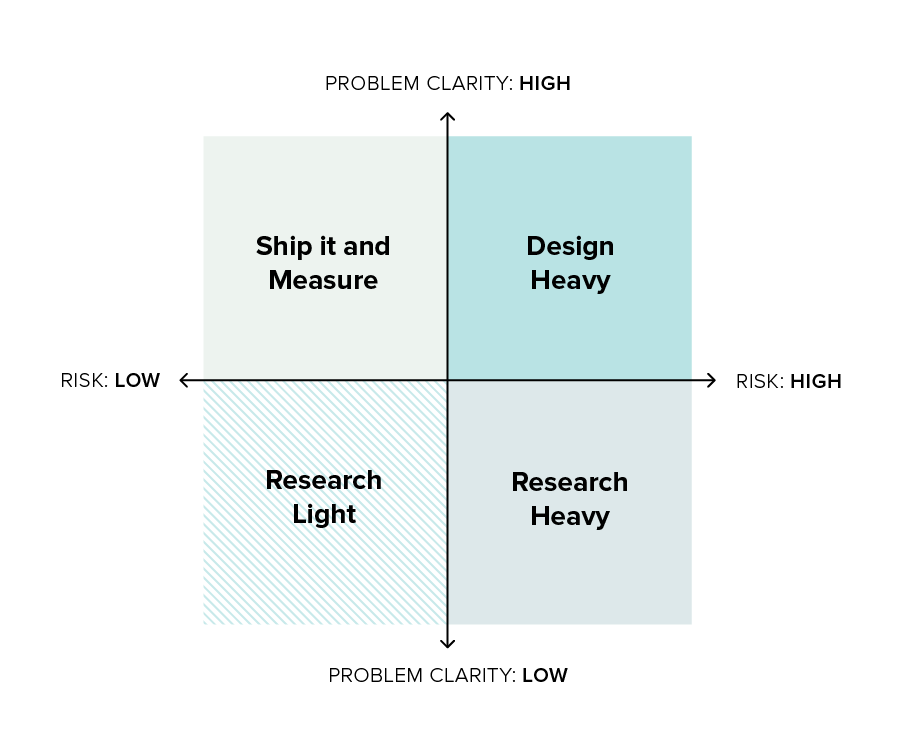 PROBLEM CLARITY: HIGH
Ship it and
Measure
Design
Heavy
RISK: LOW
RISK: HIGH
Research
Light
Research
Heavy
PROBLEM CLARITY: LOW